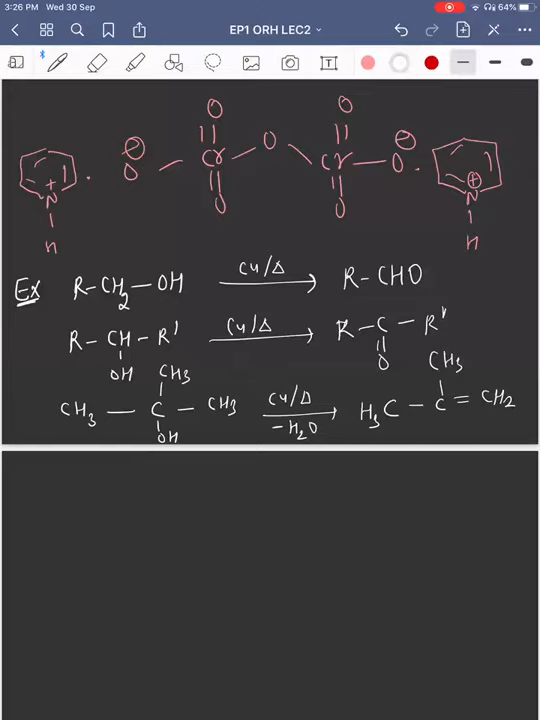 3:26 PM Wed 30 Sep 64%
EP1 ORH LEC2
T
O O
|| ||
⊖ O — Cr — O — Cr — O ⊖
|| ||
O O
N + H N ⊕ H
Ex R-CH2-OH Cu/Δ → R-CHO
R-CH-R' Cu/Δ → R-C-R'
OH O
CH3 CH3
CH3 — C — CH3 Cu/Δ → H3C — C = CH2
OH -H2O